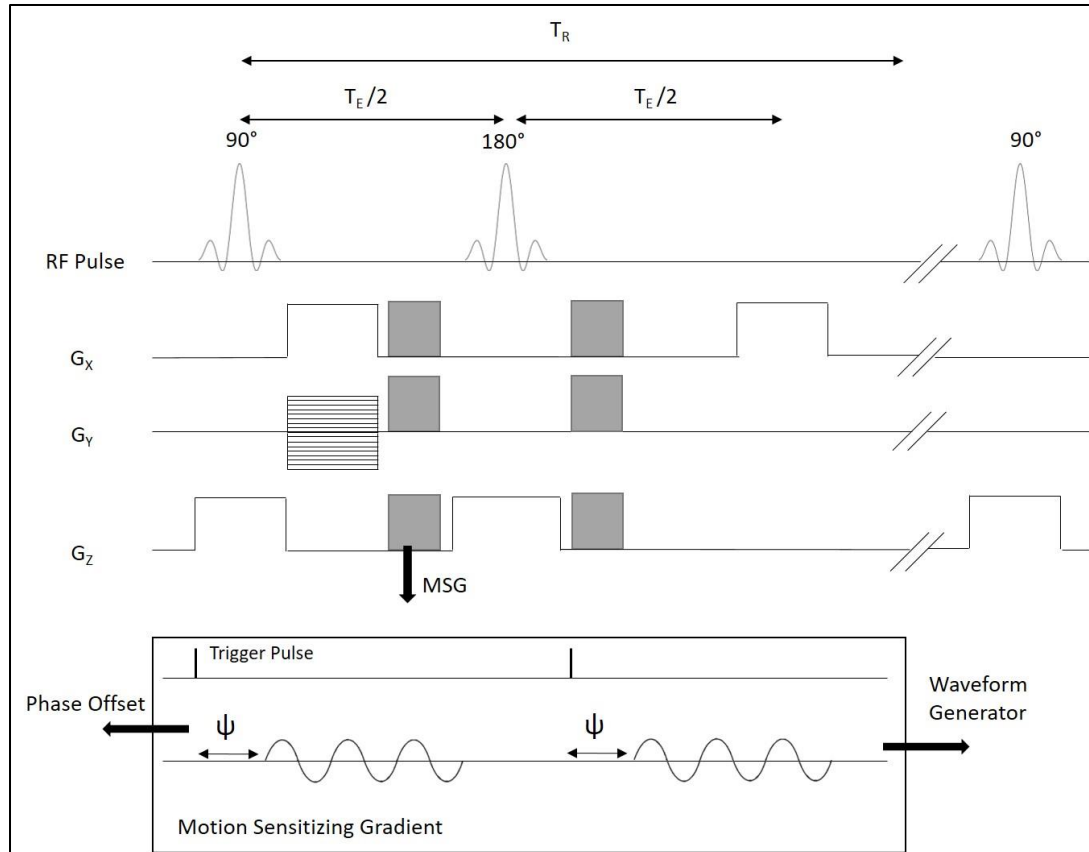 T_R
T_E/2 T_E/2
90° 180° 90°
RF Pulse
G_X
G_Y
G_Z
MSG
Trigger Pulse
Phase Offset
Waveform
Generator
ψ ψ
Motion Sensitizing Gradient